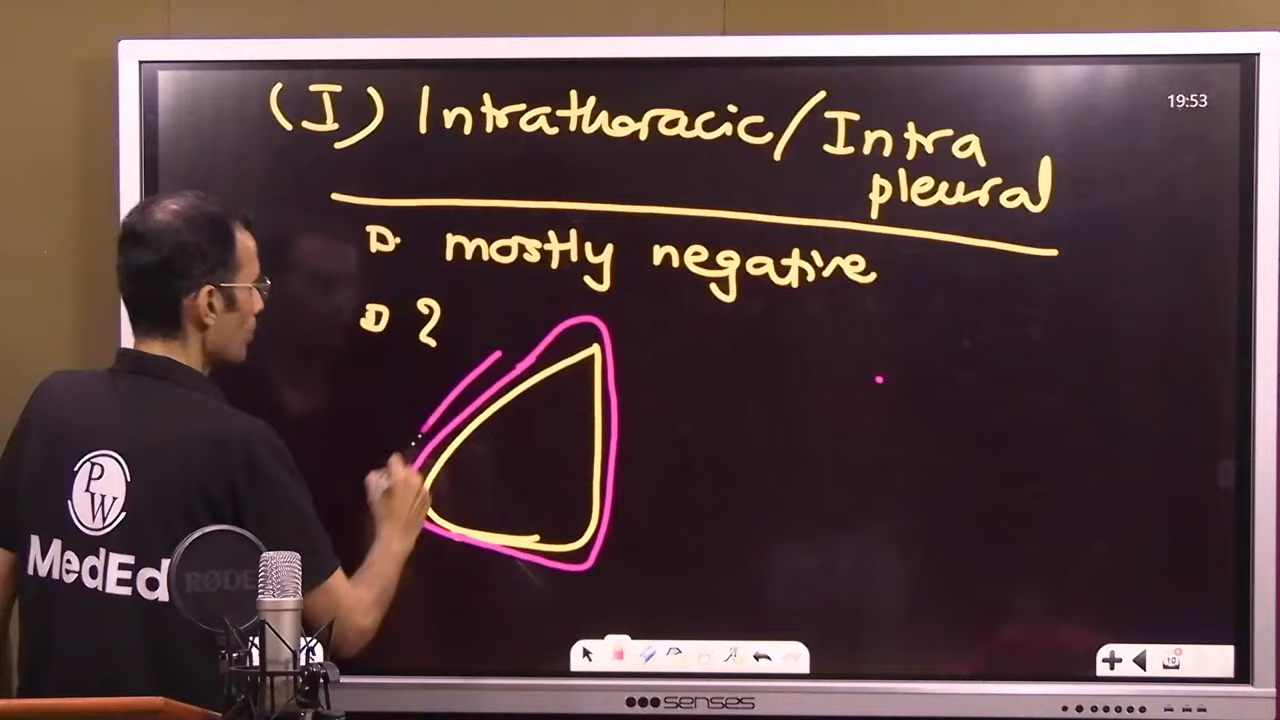 19:53
(I) Intrathoracic/Intra
pleural
D. mostly negative
D ?
PW
MedEd
RØDE
senses